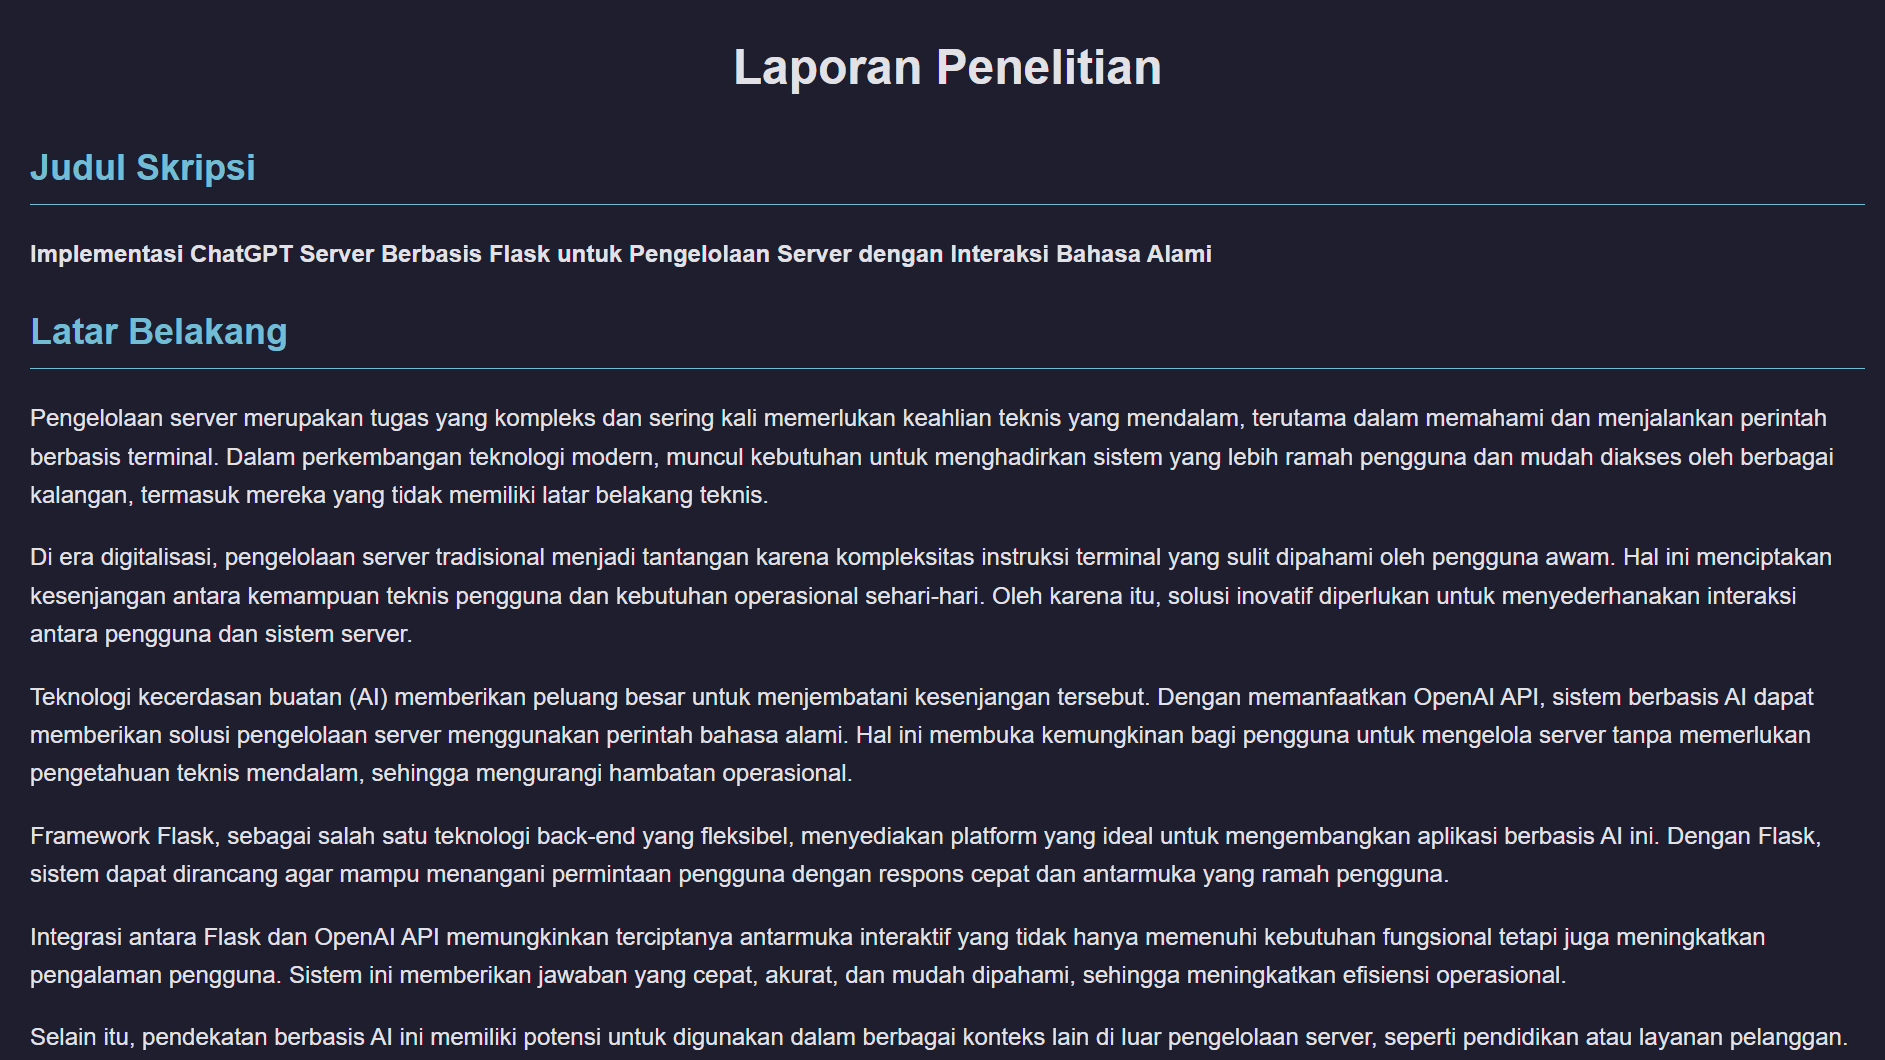 Laporan Penelitian
Judul Skripsi
Implementasi ChatGPT Server Berbasis Flask untuk Pengelolaan Server dengan Interaksi Bahasa Alami
Latar Belakang
Pengelolaan server merupakan tugas yang kompleks dan sering kali memerlukan keahlian teknis yang mendalam, terutama dalam memahami dan menjalankan perintah
berbasis terminal. Dalam perkembangan teknologi modern, muncul kebutuhan untuk menghadirkan sistem yang lebih ramah pengguna dan mudah diakses oleh berbagai
kalangan, termasuk mereka yang tidak memiliki latar belakang teknis.
Di era digitalisasi, pengelolaan server tradisional menjadi tantangan karena kompleksitas instruksi terminal yang sulit dipahami oleh pengguna awam. Hal ini menciptakan
kesenjangan antara kemampuan teknis pengguna dan kebutuhan operasional sehari-hari. Oleh karena itu, solusi inovatif diperlukan untuk menyederhanakan interaksi
antara pengguna dan sistem server.
Teknologi kecerdasan buatan (AI) memberikan peluang besar untuk menjembatani kesenjangan tersebut. Dengan memanfaatkan OpenAI API, sistem berbasis AI dapat
memberikan solusi pengelolaan server menggunakan perintah bahasa alami. Hal ini membuka kemungkinan bagi pengguna untuk mengelola server tanpa memerlukan
pengetahuan teknis mendalam, sehingga mengurangi hambatan operasional.
Framework Flask, sebagai salah satu teknologi back-end yang fleksibel, menyediakan platform yang ideal untuk mengembangkan aplikasi berbasis AI ini. Dengan Flask,
sistem dapat dirancang agar mampu menangani permintaan pengguna dengan respons cepat dan antarmuka yang ramah pengguna.
Integrasi antara Flask dan OpenAI API memungkinkan terciptanya antarmuka interaktif yang tidak hanya memenuhi kebutuhan fungsional tetapi juga meningkatkan
pengalaman pengguna. Sistem ini memberikan jawaban yang cepat, akurat, dan mudah dipahami, sehingga meningkatkan efisiensi operasional.
Selain itu, pendekatan berbasis AI ini memiliki potensi untuk digunakan dalam berbagai konteks lain di luar pengelolaan server, seperti pendidikan atau layanan pelanggan.